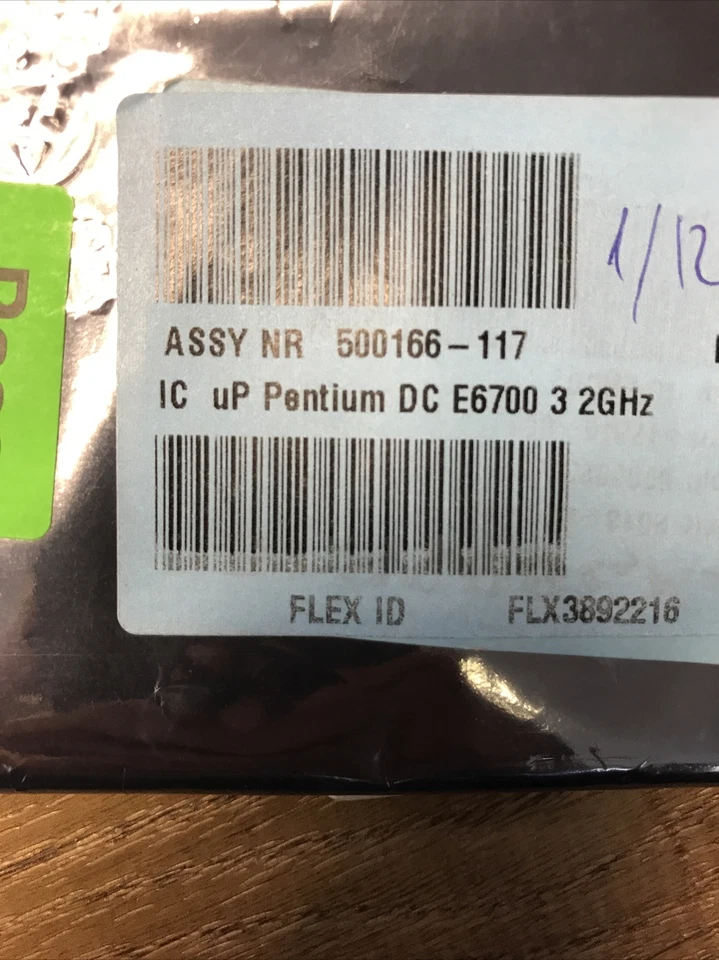 1/12
ASSY NR 500166-117
IC uP Pentium DC E6700 3 2GHz
FLEX ID FLX3892216